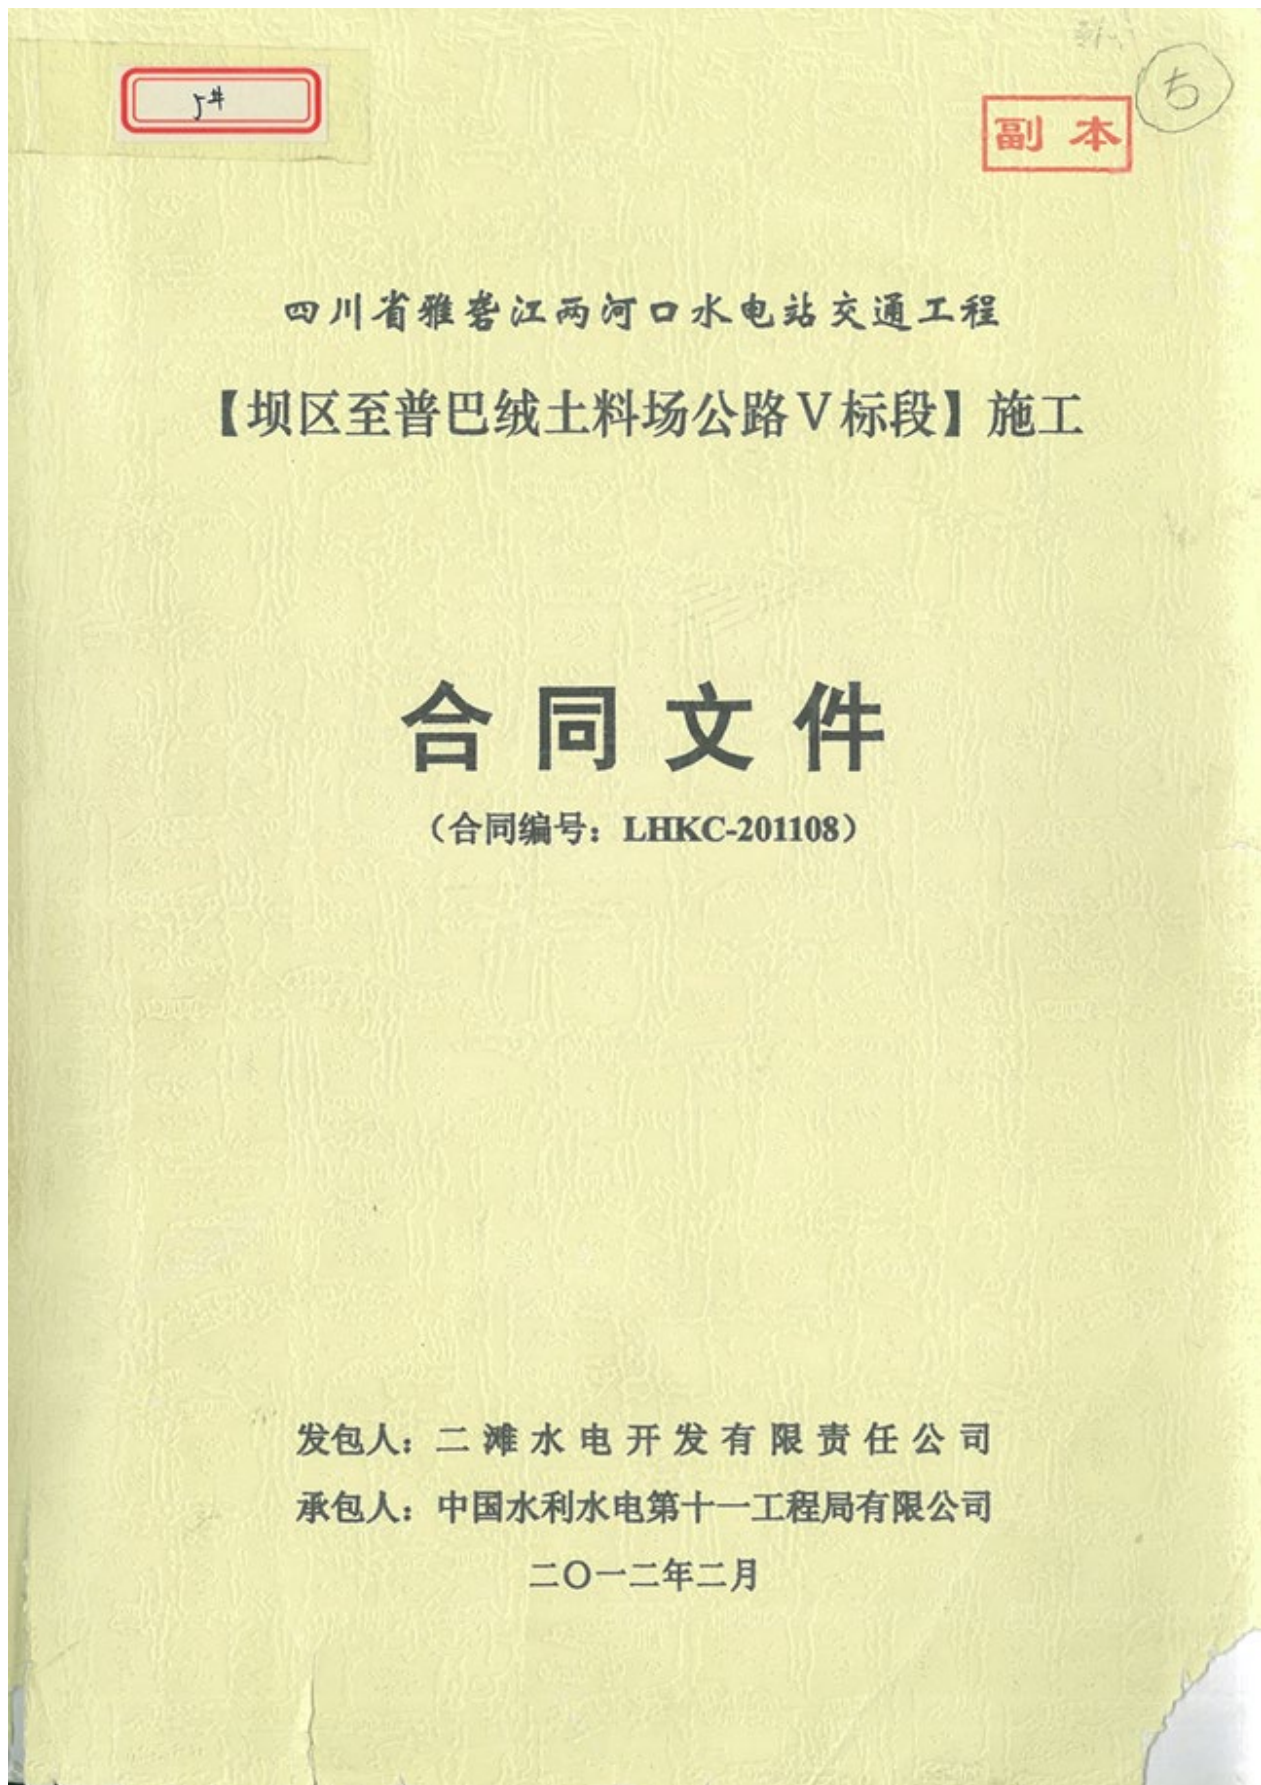 5#
5
副本
四川省雅砻江两河口水电站交通工程
【坝区至普巴绒土料场公路Ⅴ标段】施工
合同文件
（合同编号：LHKC-201108）
发包人：二滩水电开发有限责任公司
承包人：中国水利水电第十一工程局有限公司
二〇一二年二月